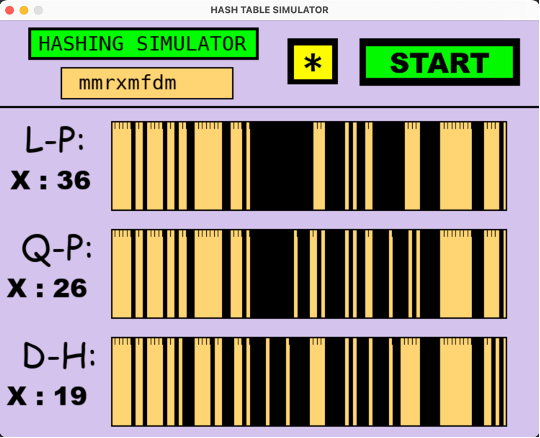 HASH TABLE SIMULATOR
HASHING SIMULATOR
mmrxmfdm
*
START
L-P:
X : 36
Q-P:
X : 26
D-H:
X : 19